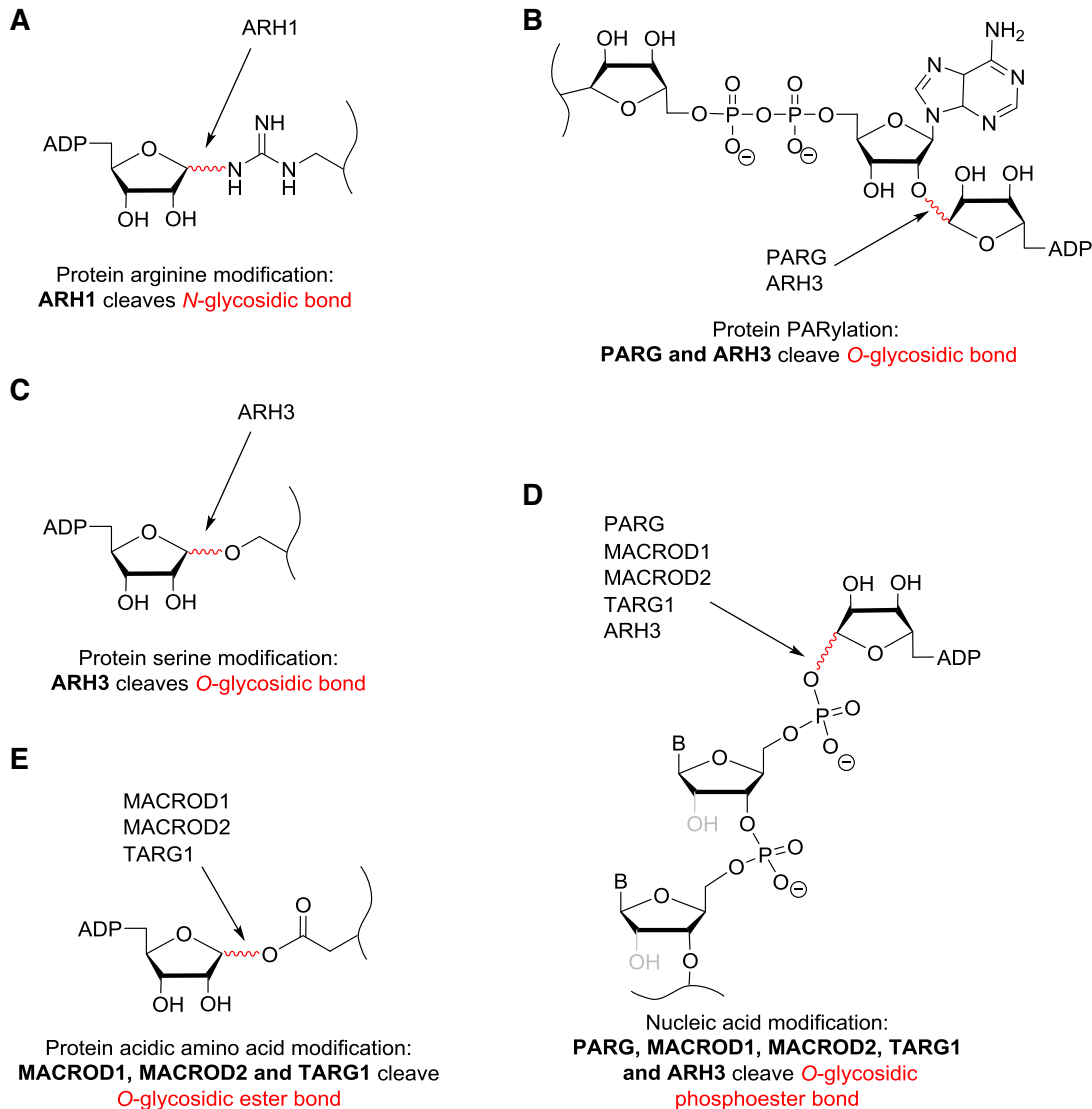 A
ARH1
NH
ADP
O
N
H
N
H
OH OH
Protein arginine modification:
ARH1 cleaves N-glycosidic bond
B
NH2
OH OH
N
N
O
O
O
O
P
O
P
O
O
N
N
O⊖
O⊖
OH
O
OH OH
O
ADP
PARG
ARH3
Protein PARylation:
PARG and ARH3 cleave O-glycosidic bond
C
ARH3
ADP
O
O
OH OH
Protein serine modification:
ARH3 cleaves O-glycosidic bond
D
PARG
MACROD1
MACROD2
TARG1
ARH3
OH OH
O
ADP
O
O
P
O
O⊖
B
O
OH
O
O
P
O
O⊖
B
O
OH
O
Nucleic acid modification:
PARG, MACROD1, MACROD2, TARG1
and ARH3 cleave O-glycosidic
phosphoester bond
E
MACROD1
MACROD2
TARG1
O
ADP
O
O
OH OH
Protein acidic amino acid modification:
MACROD1, MACROD2 and TARG1 cleave
O-glycosidic ester bond